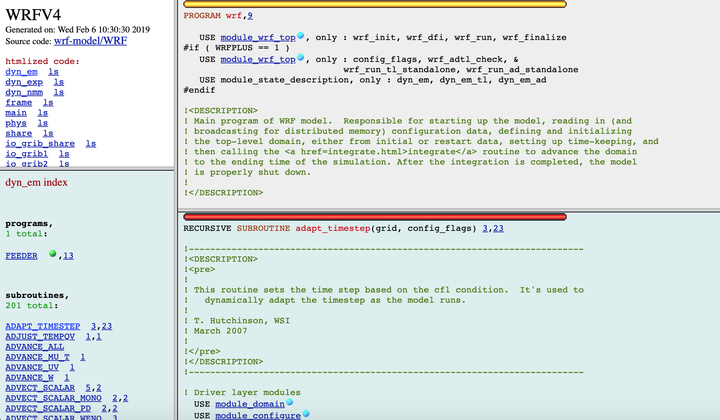 WRFV4
Generated on: Wed Feb 6 10:30:30 2019
Source code: wrf-model/WRF
htmlized code:
dyn_em ls
dyn_exp ls
dyn_nmm ls
frame ls
main ls
phys ls
share ls
io_grib_share ls
io_grib1 ls
io_grib2 ls
dyn_em index
programs,
1 total:
FEEDER ,13
subroutines,
201 total:
ADAPT_TIMESTEP 3,23
ADJUST_TEMPQV 1,1
ADVANCE_ALL
ADVANCE_MU_T 1
ADVANCE_UV 1
ADVANCE_W 1
ADVECT_SCALAR 5,2
ADVECT_SCALAR_MONO 2,2
ADVECT_SCALAR_PD 2,2
ADVECT_SCALAR_WENO 3
PROGRAM wrf,9
USE module_wrf_top , only : wrf_init, wrf_dfi, wrf_run, wrf_finalize
#if ( WRFPLUS == 1 )
USE module_wrf_top , only : config_flags, wrf_adtl_check, &
wrf_run_tl_standalone, wrf_run_ad_standalone
USE module_state_description, only : dyn_em, dyn_em_tl, dyn_em_ad
#endif
!<DESCRIPTION>
! Main program of WRF model. Responsible for starting up the model, reading in (and
! broadcasting for distributed memory) configuration data, defining and initializing
! the top-level domain, either from initial or restart data, setting up time-keeping, and
! then calling the <a href=integrate.html>integrate</a> routine to advance the domain
! to the ending time of the simulation. After the integration is completed, the model
! is properly shut down.
!
!</DESCRIPTION>
RECURSIVE SUBROUTINE adapt_timestep(grid, config_flags) 3,23
!--------------------------------------------------------------------------
!<DESCRIPTION>
!<pre>
!
! This routine sets the time step based on the cfl condition. It's used to
! dynamically adapt the timestep as the model runs.
!
! T. Hutchinson, WSI
! March 2007
!
!</pre>
!</DESCRIPTION>
!--------------------------------------------------------------------------
! Driver layer modules
USE module_domain
USE module_configure